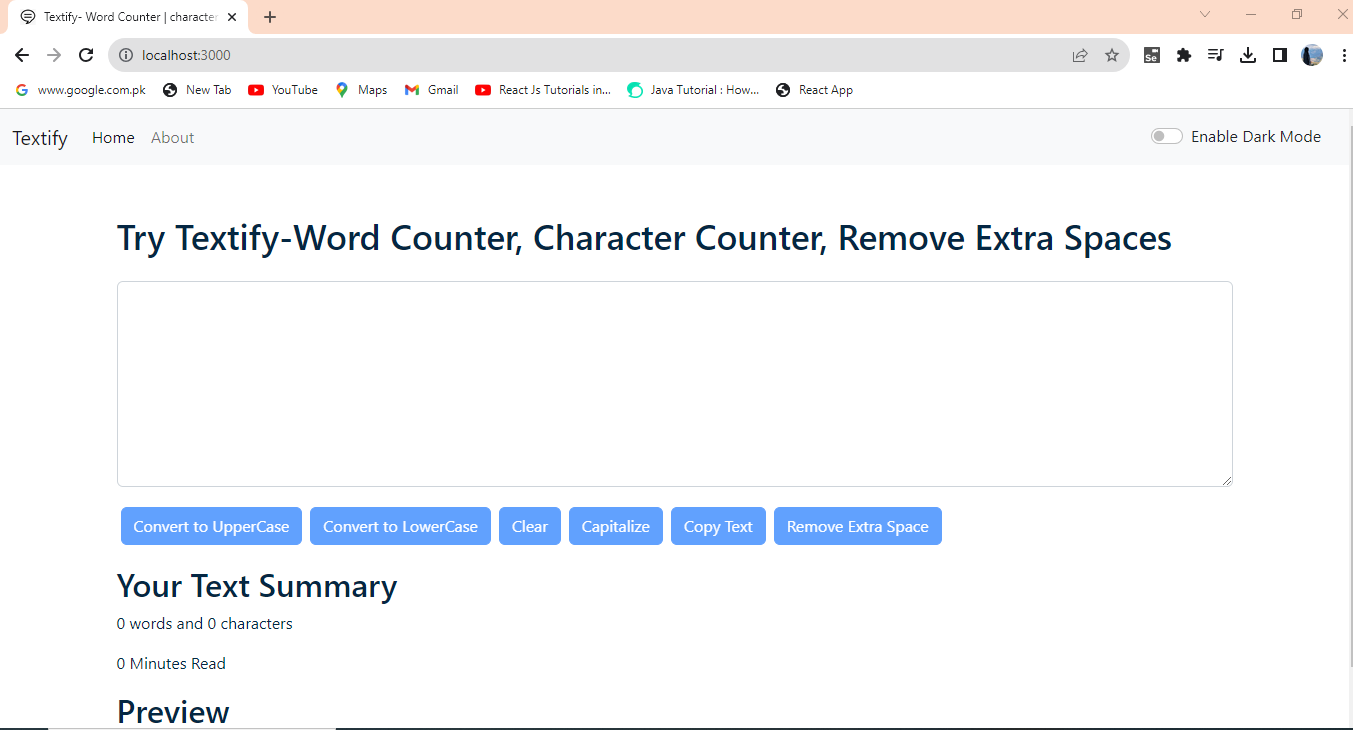 Textify- Word Counter | character
localhost:3000
Se
www.google.com.pk New Tab YouTube Maps Gmail React Js Tutorials in... Java Tutorial : How... React App
Textify Home About Enable Dark Mode
Try Textify-Word Counter, Character Counter, Remove Extra Spaces
Convert to UpperCase Convert to LowerCase Clear Capitalize Copy Text Remove Extra Space
Your Text Summary
0 words and 0 characters
0 Minutes Read
Preview